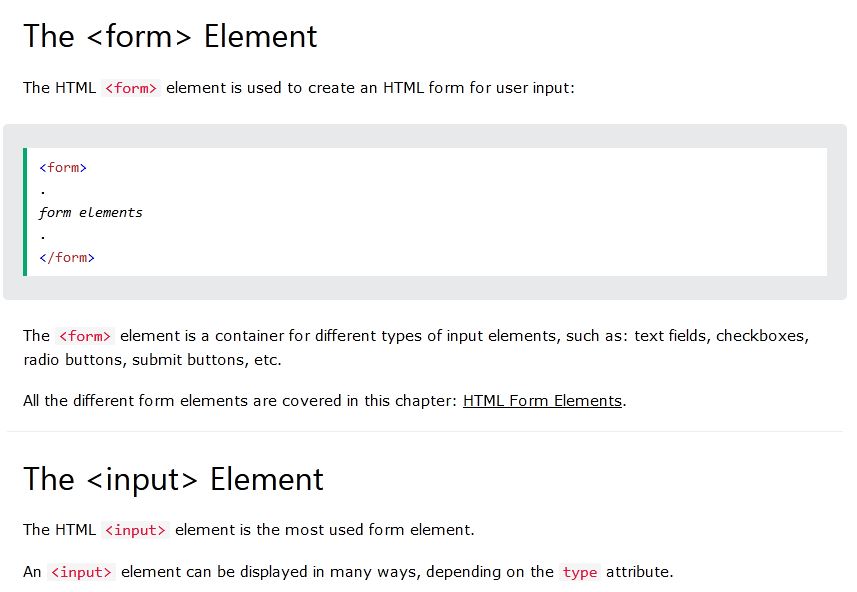 The <form> Element
The HTML <form> element is used to create an HTML form for user input:
<form>
.
form elements
.
</form>
The <form> element is a container for different types of input elements, such as: text fields, checkboxes,
radio buttons, submit buttons, etc.
All the different form elements are covered in this chapter: HTML Form Elements.
The <input> Element
The HTML <input> element is the most used form element.
An <input> element can be displayed in many ways, depending on the type attribute.